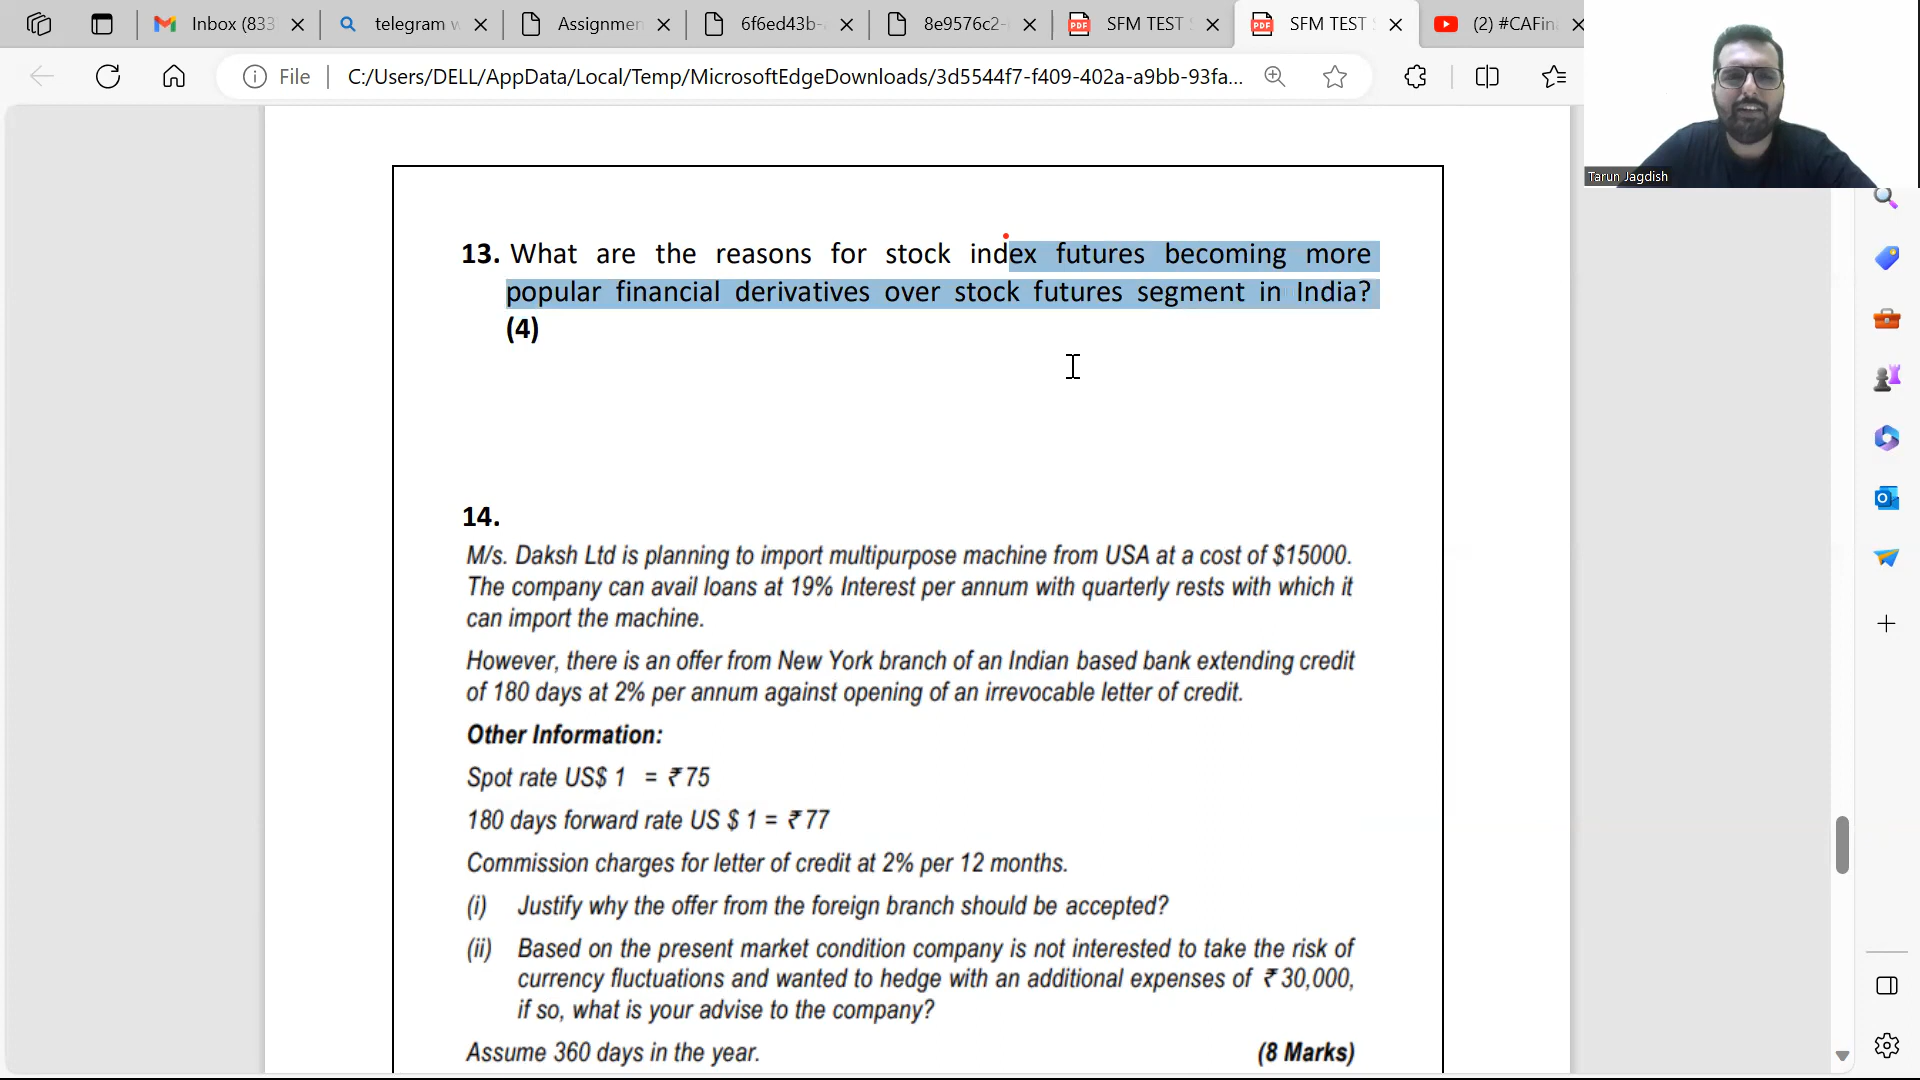 Inbox (833
telegram w
Assignmen
6f6ed43b-
8e9576c2-
SFM TEST
SFM TEST
(2) #CAFin
File
C:/Users/DELL/AppData/Local/Temp/MicrosoftEdgeDownloads/3d5544f7-f409-402a-a9bb-93fa...
Tarun Jagdish
13. What are the reasons for stock index futures becoming more
popular financial derivatives over stock futures segment in India?
(4)
14.
M/s. Daksh Ltd is planning to import multipurpose machine from USA at a cost of $15000.
The company can avail loans at 19% Interest per annum with quarterly rests with which it
can import the machine.
However, there is an offer from New York branch of an Indian based bank extending credit
of 180 days at 2% per annum against opening of an irrevocable letter of credit.
Other Information:
Spot rate US$ 1 = ₹ 75
180 days forward rate US $ 1 = ₹ 77
Commission charges for letter of credit at 2% per 12 months.
(i) Justify why the offer from the foreign branch should be accepted?
(ii) Based on the present market condition company is not interested to take the risk of
currency fluctuations and wanted to hedge with an additional expenses of ₹ 30,000,
if so, what is your advise to the company?
Assume 360 days in the year. (8 Marks)